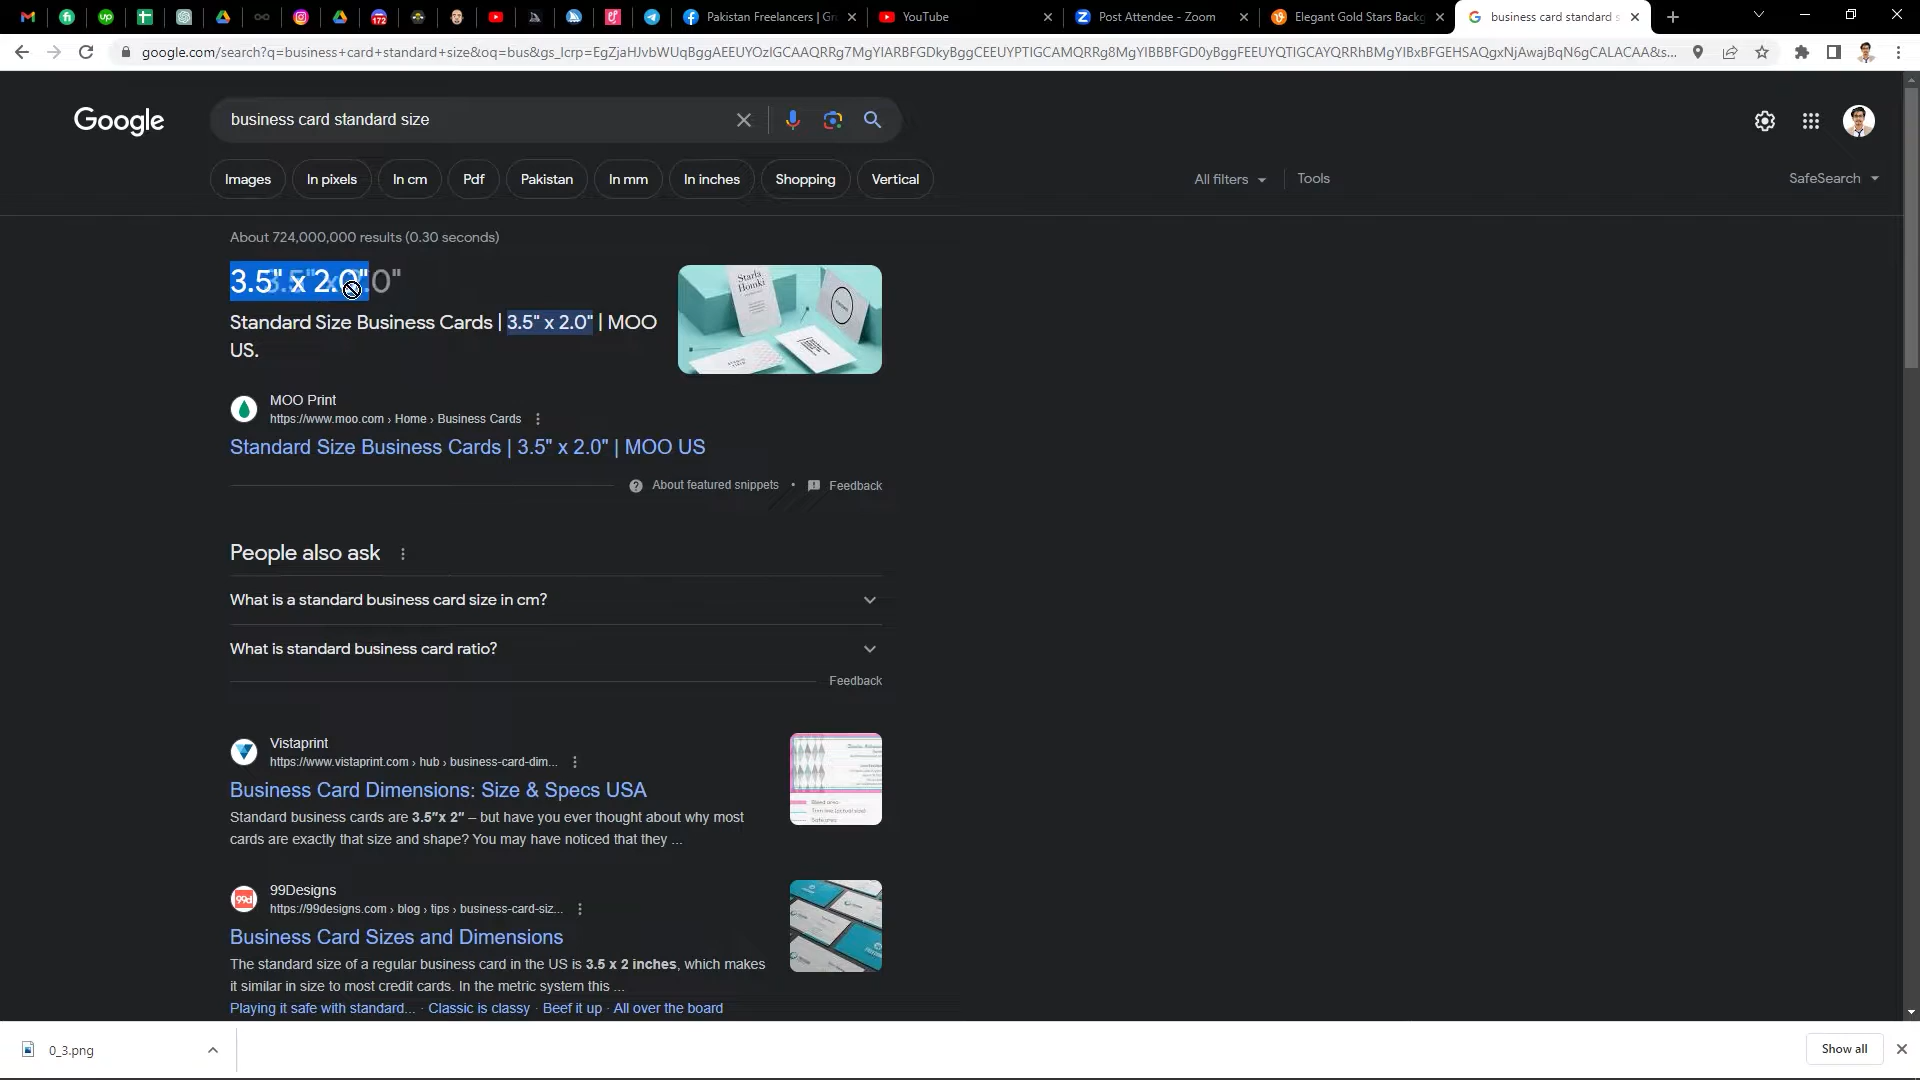 172
Pakistan Freelancers | Gr
YouTube
Post Attendee - Zoom
Elegant Gold Stars Backg
business card standard s
google.com/search?q=business+card+standard+size&oq=bus&gs_lcrp=EgZjaHJvbWUqBggAEEUYOzIGCAAQRRg7MgYIARBFGDkyBggCEEUYPTIGCAMQRRg8MgYIBBBFGD0yBggFEEUYQTIGCAYQRRhBMgYIBxBFGEHSAQgxNjAwajBqN6gCALACAA&s...
Google
business card standard size
Images
In pixels
In cm
Pdf
Pakistan
In mm
In inches
Shopping
Vertical
All filters
Tools
SafeSearch
About 724,000,000 results (0.30 seconds)
3.5" x 2.0"
Standard Size Business Cards | 3.5" x 2.0" | MOO
US.
Starla
MOO Print
https://www.moo.com › Home › Business Cards
Standard Size Business Cards | 3.5" x 2.0" | MOO US
About featured snippets
•
Feedback
People also ask
What is a standard business card size in cm?
What is standard business card ratio?
Feedback
Vistaprint
https://www.vistaprint.com › hub › business-card-dim...
Business Card Dimensions: Size & Specs USA
Standard business cards are 3.5″x 2″ – but have you ever thought about why most
cards are exactly that size and shape? You may have noticed that they ...
Bleed area
Trim line (actual size)
Safe area
99Designs
https://99designs.com › blog › tips › business-card-siz...
Business Card Sizes and Dimensions
The standard size of a regular business card in the US is 3.5 x 2 inches, which makes
it similar in size to most credit cards. In the metric system this ...
Playing it safe with standard... · Classic is classy · Beef it up · All over the board
0_3.png
Show all